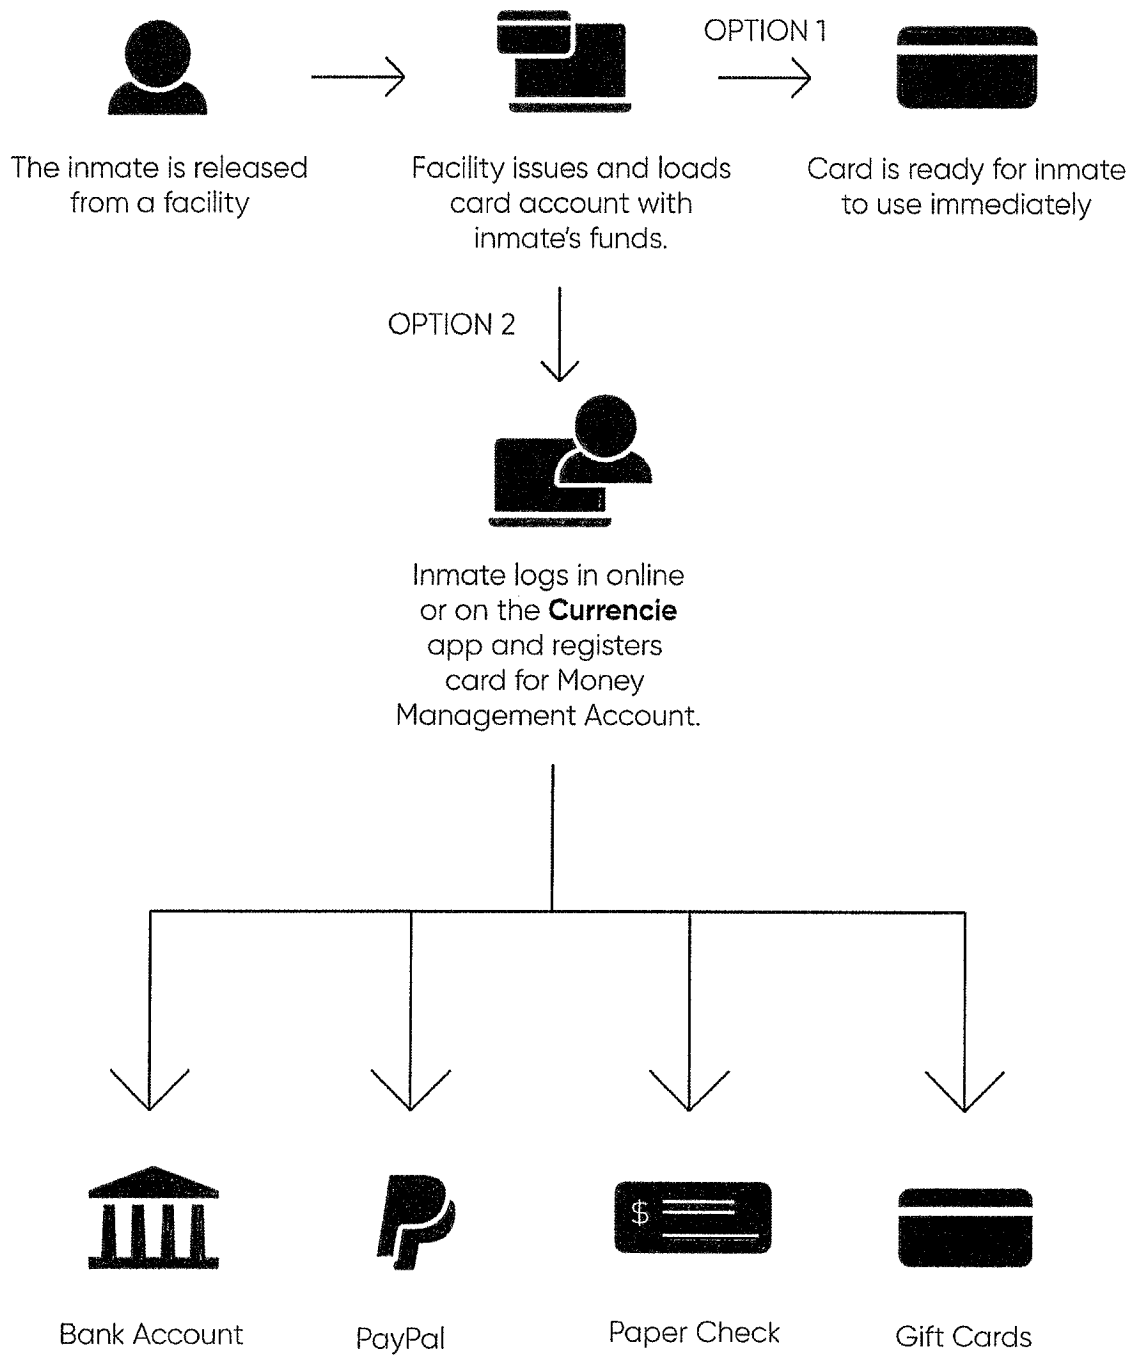 OPTION 1
The inmate is released
from a facility
Facility issues and loads
card account with
inmate's funds.
Card is ready for inmate
to use immediately
OPTION 2
Inmate logs in online
or on the Currencie
app and registers
card for Money
Management Account.
$
Bank Account
PayPal
Paper Check
Gift Cards